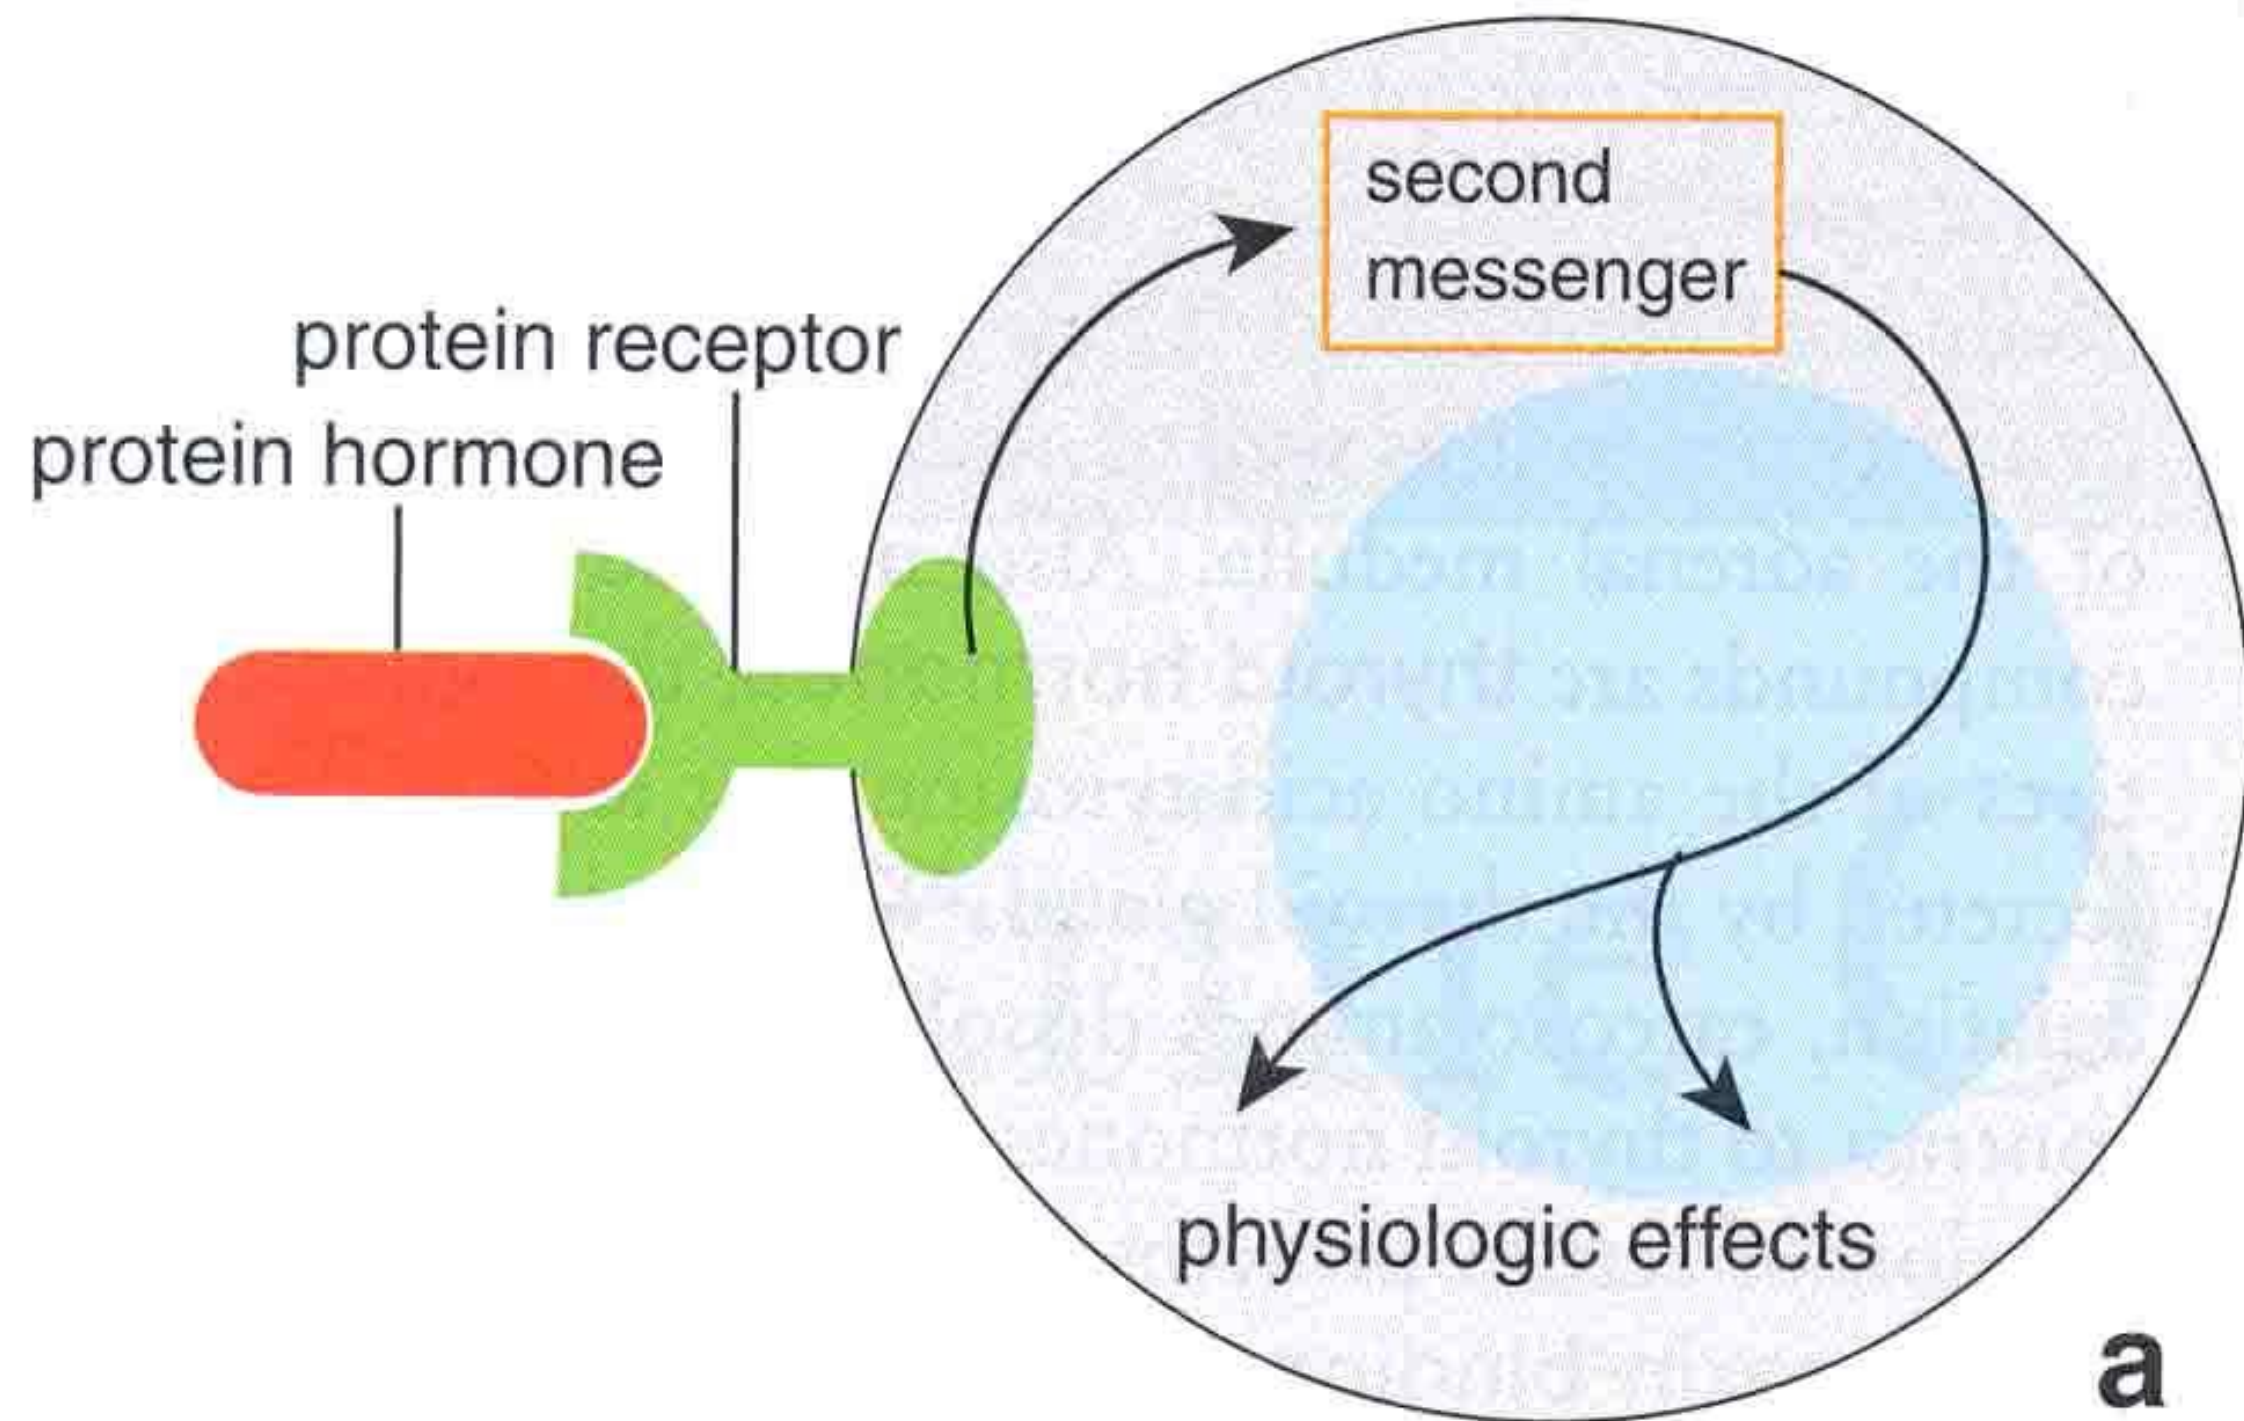 protein receptor
protein hormone
second
messenger
physiologic effects
a